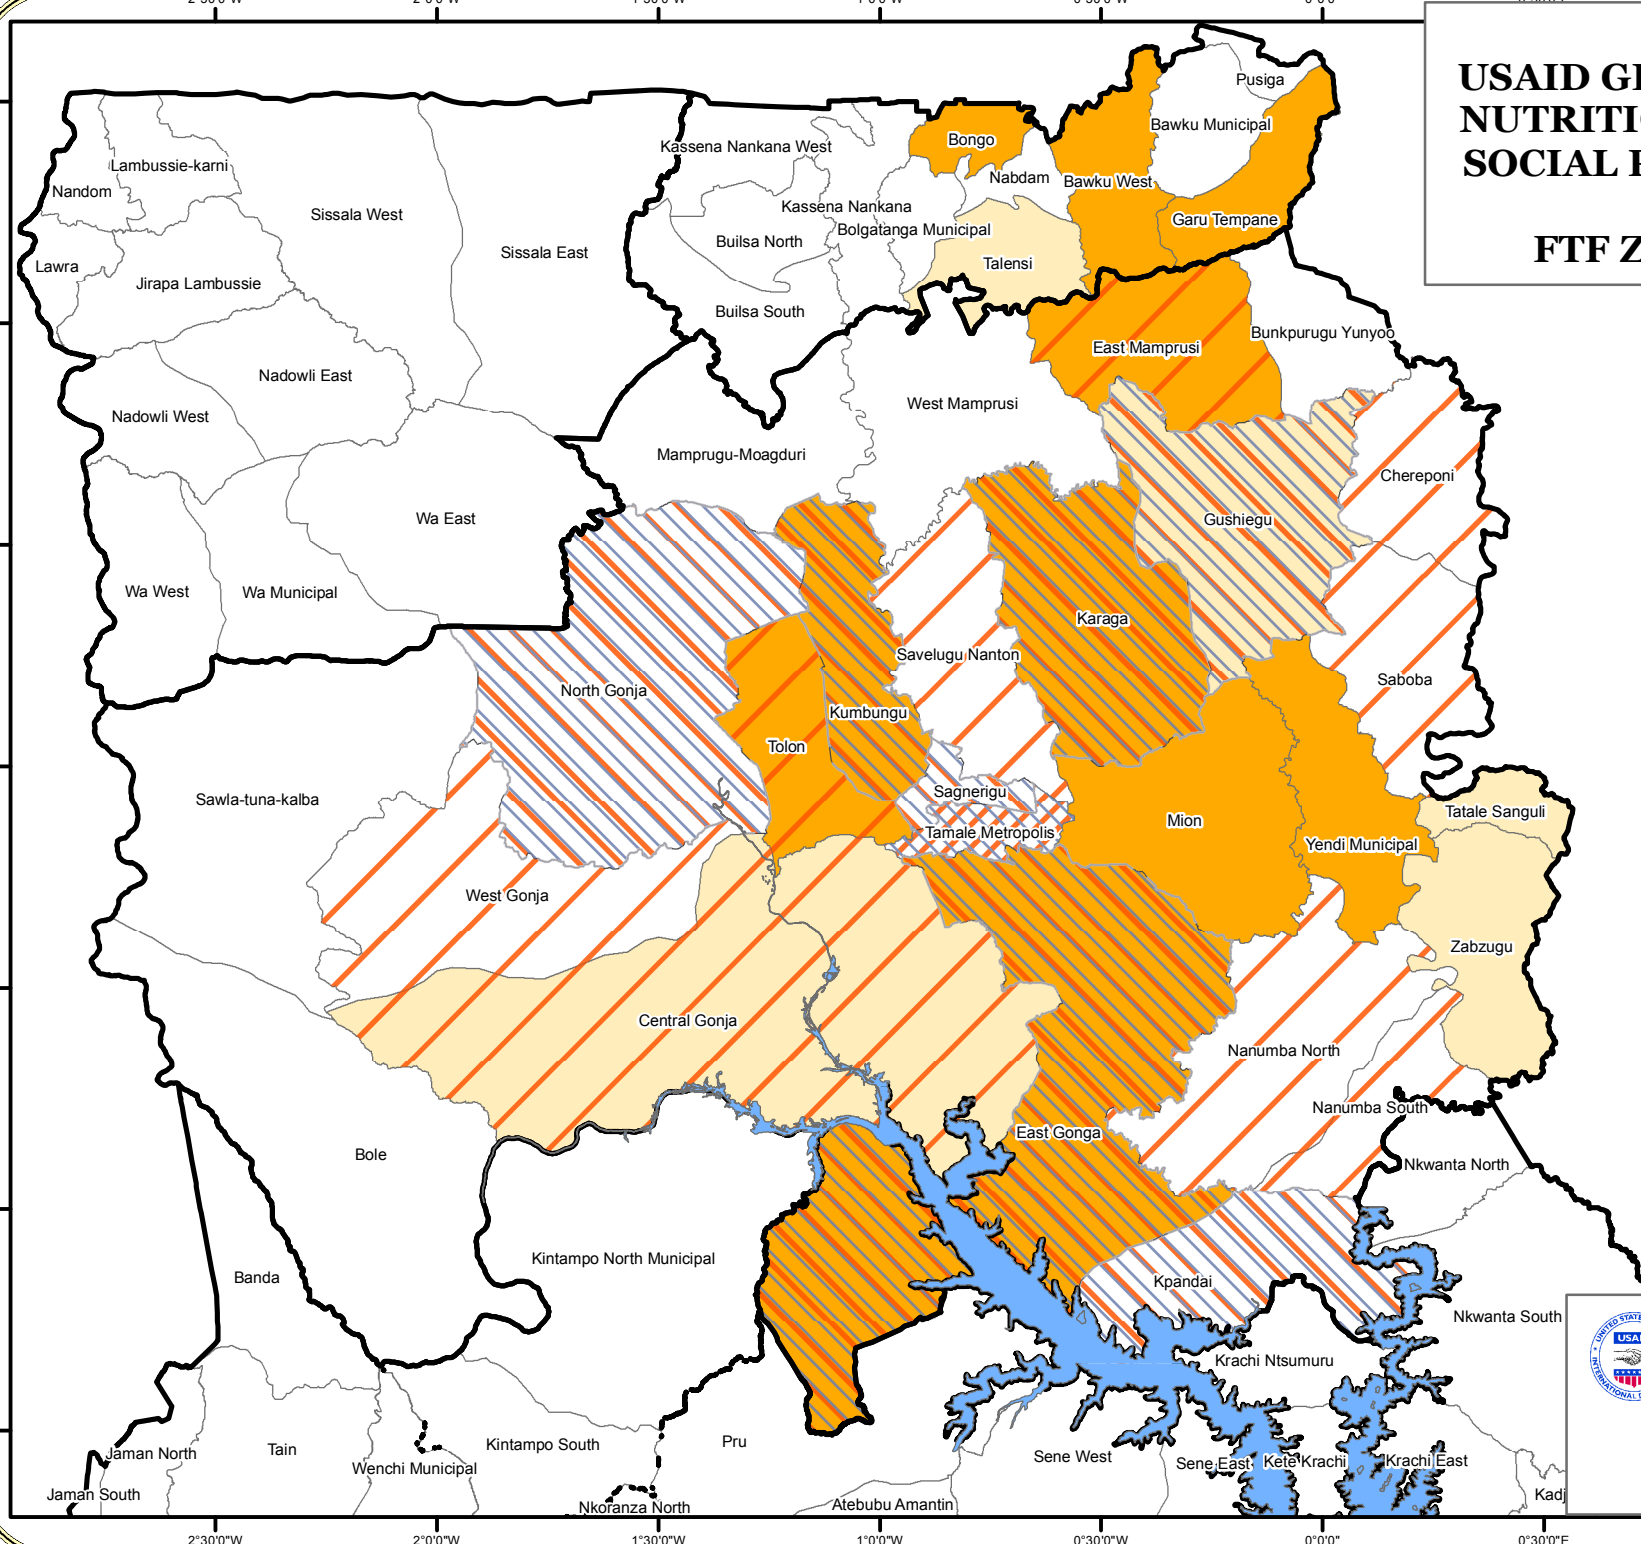 USAID
NUTRITI
SOCIAL
FTF Z
Pusiga
Bawku Municipal
Bongo
Kassena Nankana West
Lambussie-karni
Nandom
Nabdam
Bawku West
Kassena Nankana
Sissala West
Garu Tempane
Bolgatanga Municipal
Builsa North
Sissala East
Talensi
Lawra
Jirapa Lambussie
Builsa South
Bunkpurugu Yunyoo
East Mamprusi
Nadowli East
West Mamprusi
Nadowli West
Mamprugu-Moagduri
Chereponi
Wa East
Gushiegu
Wa West
Wa Municipal
Karaga
Savelugu Nanton
Saboba
North Gonja
Kumbungu
Tolon
Sagnerigu
Sawla-tuna-kalba
Tatale Sanguli
Mion
Tamale Metropolis
Yendi Municipal
West Gonja
Zabzugu
Central Gonja
Nanumba North
Nanumba South
East Gonga
Bole
Nkwanta North
Kintampo North Municipal
Banda
Kpandai
Nkwanta South
UNITED STATE
USA
INTERNATIONAL D
Krachi Ntsumuru
Jaman North
Tain
Kintampo South
Pru
Wenchi Municipal
Sene West
Sene East
Kete Krachi
Krachi East
Jaman South
Nkoranza North
Atebubu Amantin
Kadj
2°30'0"W
2°0'0"W
1°30'0"W
1°0'0"W
0°30'0"W
0°0'0"
0°30'0"E